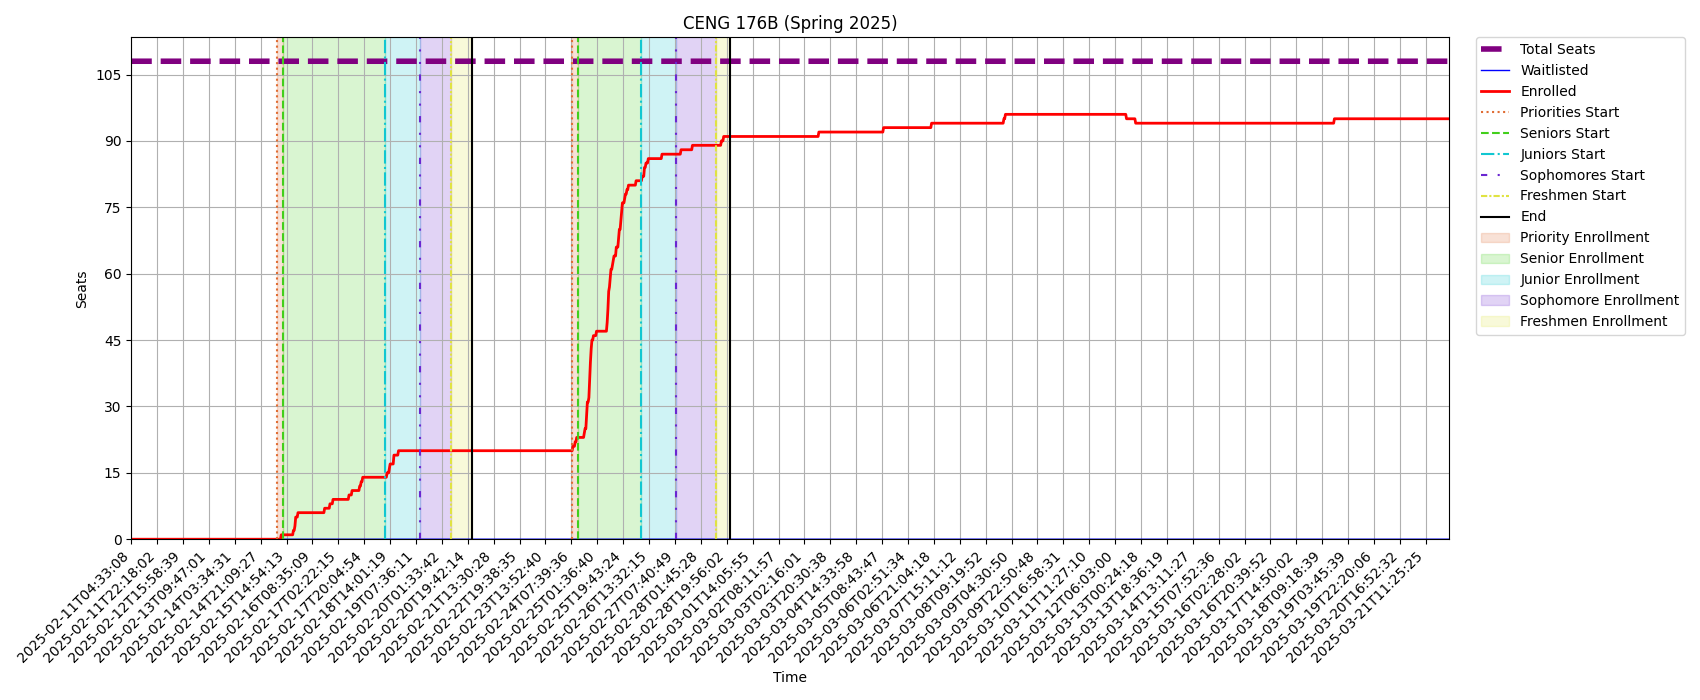 CENG 176B (Spring 2025)
Seats
105
90
75
60
45
30
15
0
2025-02-11T04:33:08
2025-02-11T22:18:02
2025-02-12T15:58:39
2025-02-13T09:47:01
2025-02-14T03:34:31
2025-02-14T21:09:27
2025-02-15T14:54:13
2025-02-16T08:35:09
2025-02-17T02:22:15
2025-02-17T20:04:54
2025-02-18T14:01:19
2025-02-19T07:36:11
2025-02-20T01:33:42
2025-02-20T19:42:14
2025-02-21T13:30:28
2025-02-22T19:38:35
2025-02-23T13:52:40
2025-02-24T07:39:36
2025-02-25T01:36:40
2025-02-25T19:43:24
2025-02-26T13:32:15
2025-02-27T07:40:49
2025-02-28T01:45:28
2025-02-28T19:56:02
2025-03-01T14:05:55
2025-03-02T08:11:57
2025-03-03T02:16:01
2025-03-03T20:30:38
2025-03-04T14:33:58
2025-03-05T08:43:47
2025-03-06T02:51:34
2025-03-06T21:04:18
2025-03-07T15:11:12
2025-03-08T09:19:52
2025-03-09T04:30:50
2025-03-09T22:50:48
2025-03-10T16:58:31
2025-03-11T11:27:10
2025-03-12T06:03:00
2025-03-13T00:24:18
2025-03-13T18:36:19
2025-03-14T13:11:27
2025-03-15T07:52:36
2025-03-16T02:28:02
2025-03-16T20:39:52
2025-03-17T14:50:02
2025-03-18T09:18:39
2025-03-19T03:45:39
2025-03-19T22:20:06
2025-03-20T16:52:32
2025-03-21T11:25:25
Time
Total Seats
Waitlisted
Enrolled
Priorities Start
Seniors Start
Juniors Start
Sophomores Start
Freshmen Start
End
Priority Enrollment
Senior Enrollment
Junior Enrollment
Sophomore Enrollment
Freshmen Enrollment